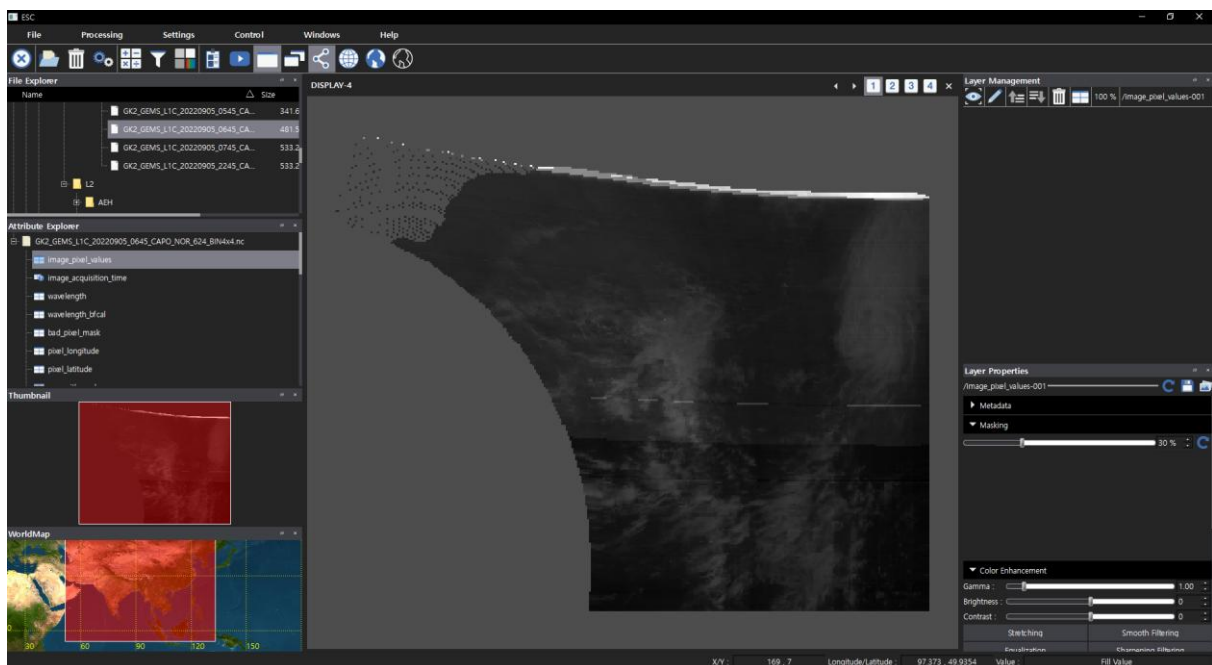 ESC
File Processing Settings Control Windows Help
File Explorer
Name Size
GK2_GEMS_L1C_20220905_0545_CA... 341.6
GK2_GEMS_L1C_20220905_0645_CA... 481.5
GK2_GEMS_L1C_20220905_0745_CA... 533.2
GK2_GEMS_L1C_20220905_2245_CA... 533.2
L2
AEH
Attribute Explorer
GK2_GEMS_L1C_20220905_0645_CAPO_NOR_624_BIN4x4.nc
image_pixel_values
image_acquisition_time
wavelength
wavelength_bfcal
bad_pixel_mask
pixel_longitude
pixel_latitude
Thumbnail
WorldMap
0
30 60 90 120 150
DISPLAY-4
1 2 3 4
Layer Management
100 % /image_pixel_values-001
Layer Properties
/image_pixel_values-001
Metadata
Masking
30 %
Color Enhancement
Gamma : 1.00
Brightness : 0
Contrast : 0
Stretching Smooth Filtering
Equalization Sharpening Filtering
X/Y : 169 , 7 Longitude/Latitude : 97.373 , 49.9354 Value : Fill Value